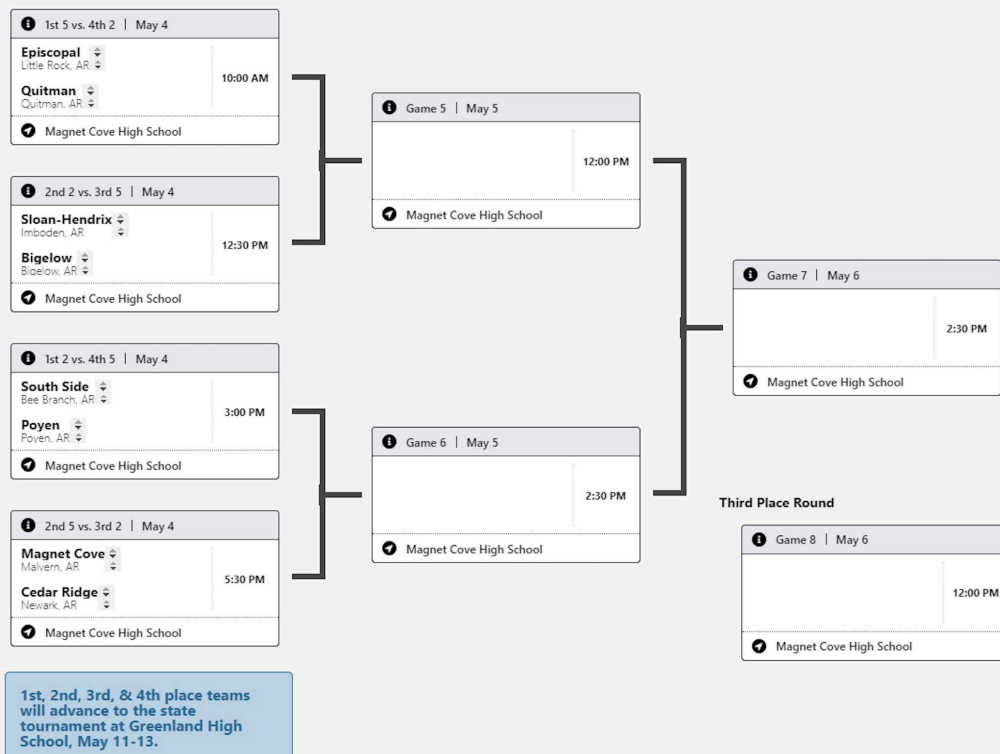 1st 5 vs. 4th 2 | May 4
Episcopal
Little Rock, AR
10:00 AM
Quitman
Quitman, AR
Magnet Cove High School
2nd 2 vs. 3rd 5 | May 4
Sloan-Hendrix
Imboden, AR
12:30 PM
Bigelow
Bigelow, AR
Magnet Cove High School
1st 2 vs. 4th 5 | May 4
South Side
Bee Branch, AR
3:00 PM
Poyen
Poyen, AR
Magnet Cove High School
2nd 5 vs. 3rd 2 | May 4
Magnet Cove
Malvern, AR
5:30 PM
Cedar Ridge
Newark, AR
Magnet Cove High School
Game 5 | May 5
12:00 PM
Magnet Cove High School
Game 6 | May 5
2:30 PM
Magnet Cove High School
Game 7 | May 6
2:30 PM
Magnet Cove High School
Third Place Round
Game 8 | May 6
12:00 PM
Magnet Cove High School
1st, 2nd, 3rd, & 4th place teams
will advance to the state
tournament at Greenland High
School, May 11-13.